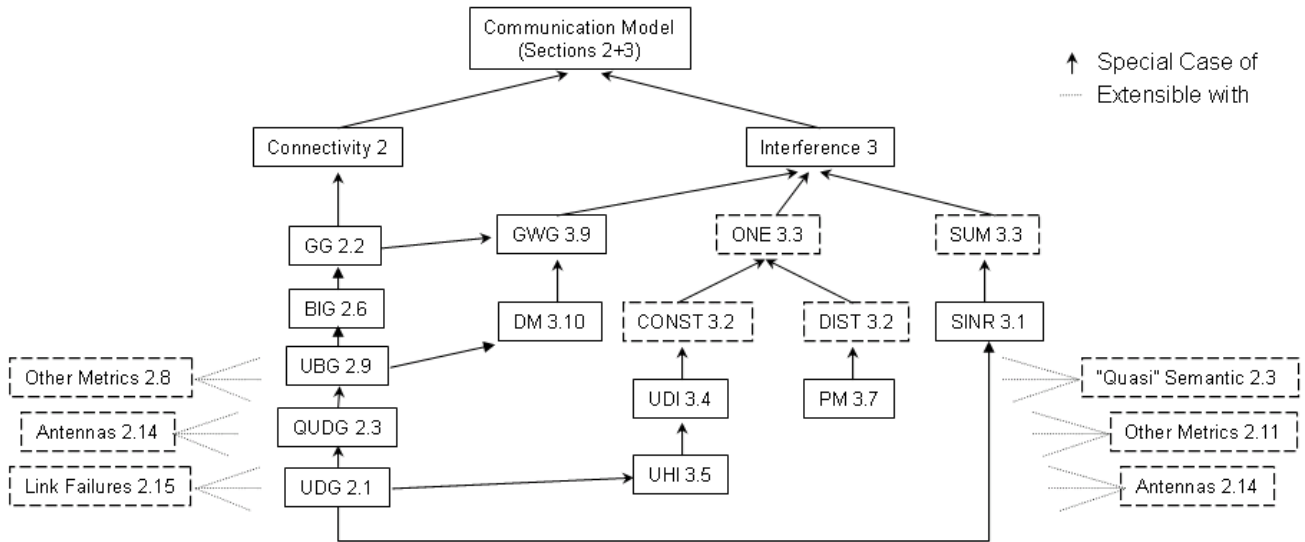 Communication Model
(Sections 2+3)
Special Case of
Extensible with
Connectivity 2
Interference 3
GG 2.2
GWG 3.9
ONE 3.3
SUM 3.3
BIG 2.6
DM 3.10
CONST 3.2
DIST 3.2
SINR 3.1
Other Metrics 2.8
UBG 2.9
"Quasi" Semantic 2.3
UDI 3.4
PM 3.7
Antennas 2.14
QUDG 2.3
Other Metrics 2.11
Link Failures 2.15
UDG 2.1
UHI 3.5
Antennas 2.14